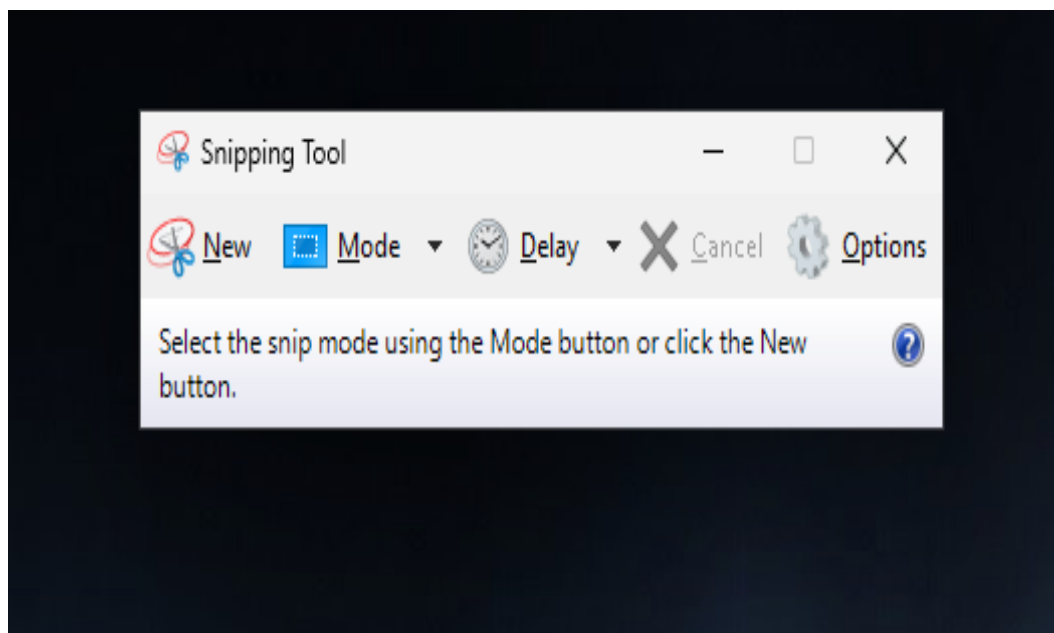 Snipping Tool
New Mode Delay Cancel Options
Select the snip mode using the Mode button or click the New
button.
?